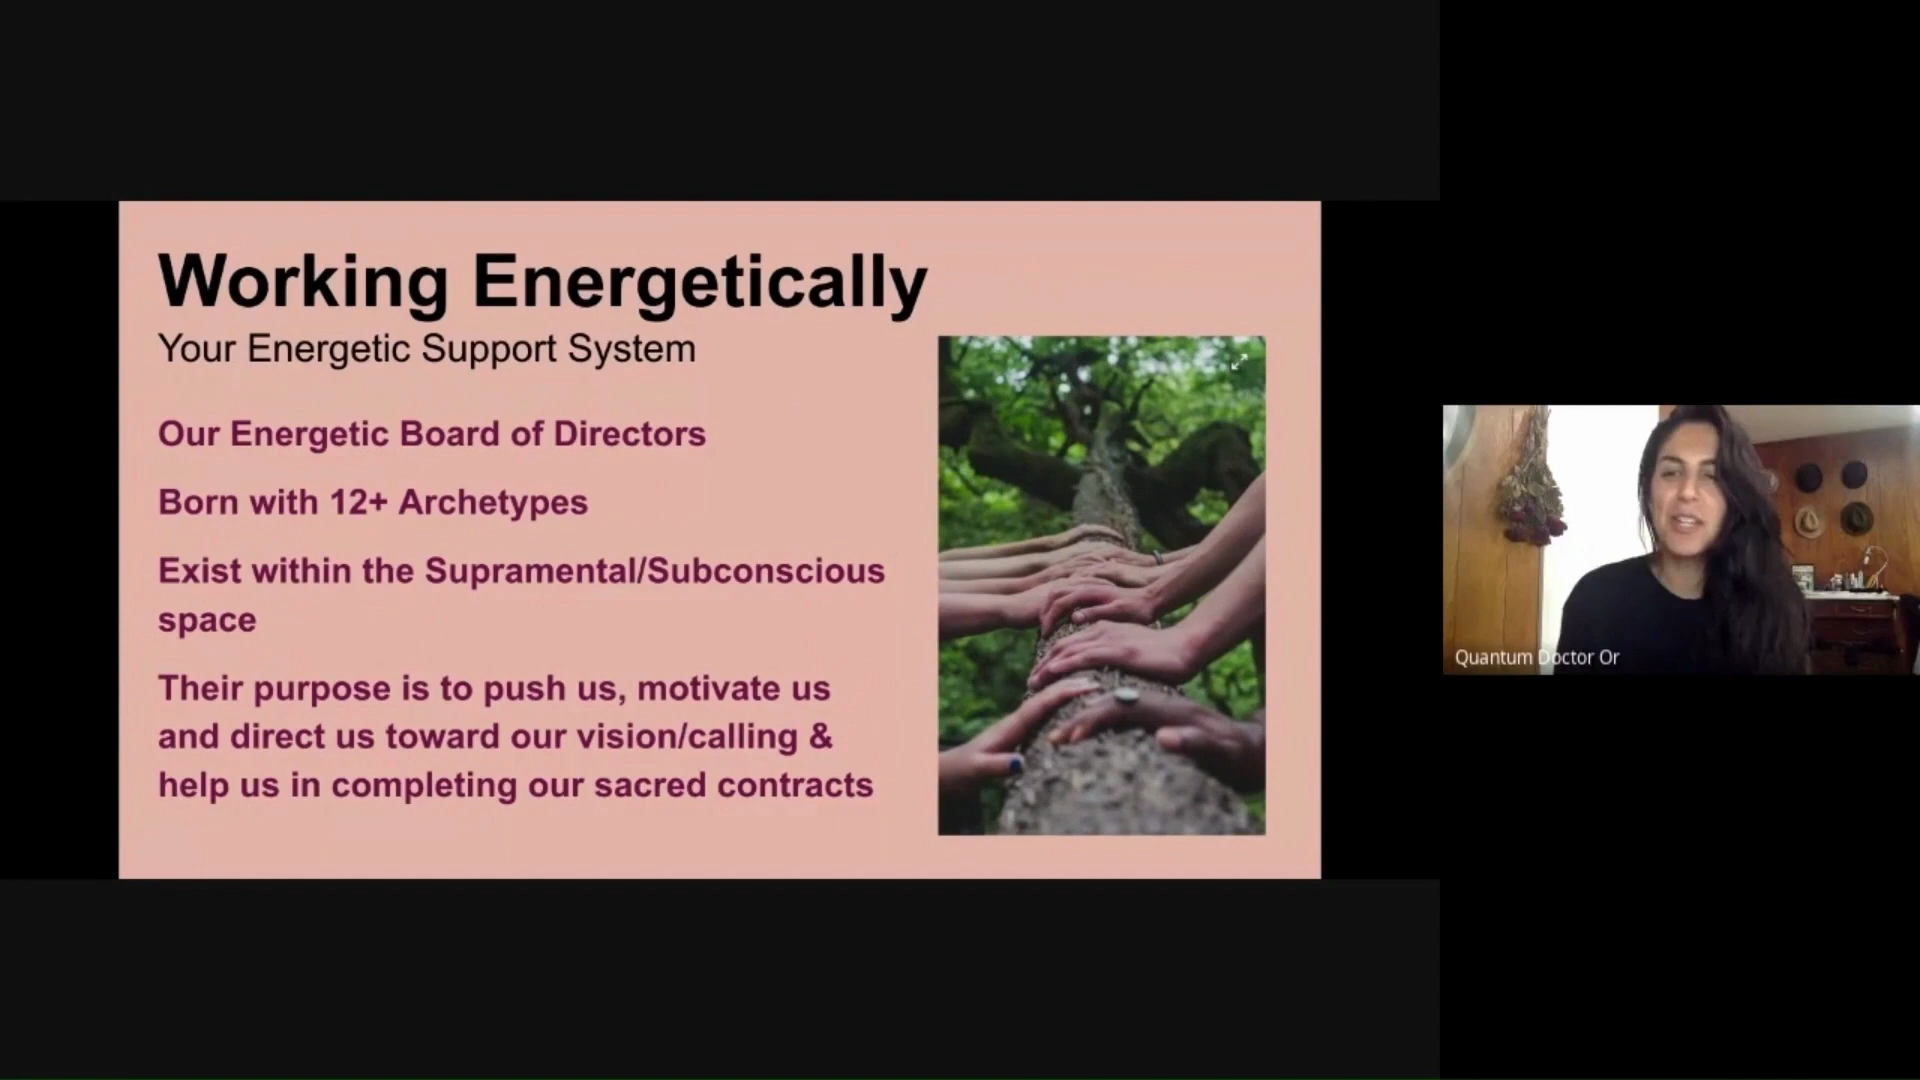 Working Energetically
Your Energetic Support System
Our Energetic Board of Directors
Born with 12+ Archetypes
Exist within the Supramental/Subconscious
space
Their purpose is to push us, motivate us
and direct us toward our vision/calling &
help us in completing our sacred contracts
Quantum Doctor Or